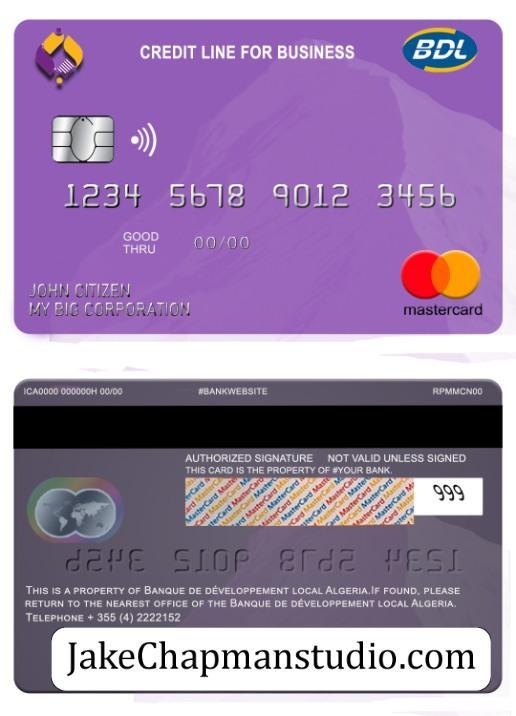 CREDIT LINE FOR BUSINESS
BDL
1234 5678 9012 3456
GOOD THRU 00/00
JOHN CITIZEN
MY BIG CORPORATION
mastercard
ICA0000 000000H 00/00 #BANKWEBSITE RPMMCN00
AUTHORIZED SIGNATURE NOT VALID UNLESS SIGNED
THIS CARD IS THE PROPERTY OF #YOUR BANK.
MasterCard MasterCard MasterCard
999
1234 5678 9012 3456
THIS IS A PROPERTY OF BANQUE DE DÉVELOPPEMENT LOCAL ALGERIA.IF FOUND, PLEASE
RETURN TO THE NEAREST OFFICE OF THE BANQUE DE DÉVELOPPEMENT LOCAL ALGERIA.
TELEPHONE + 355 (4) 2222152
JakeChapmanstudio.com